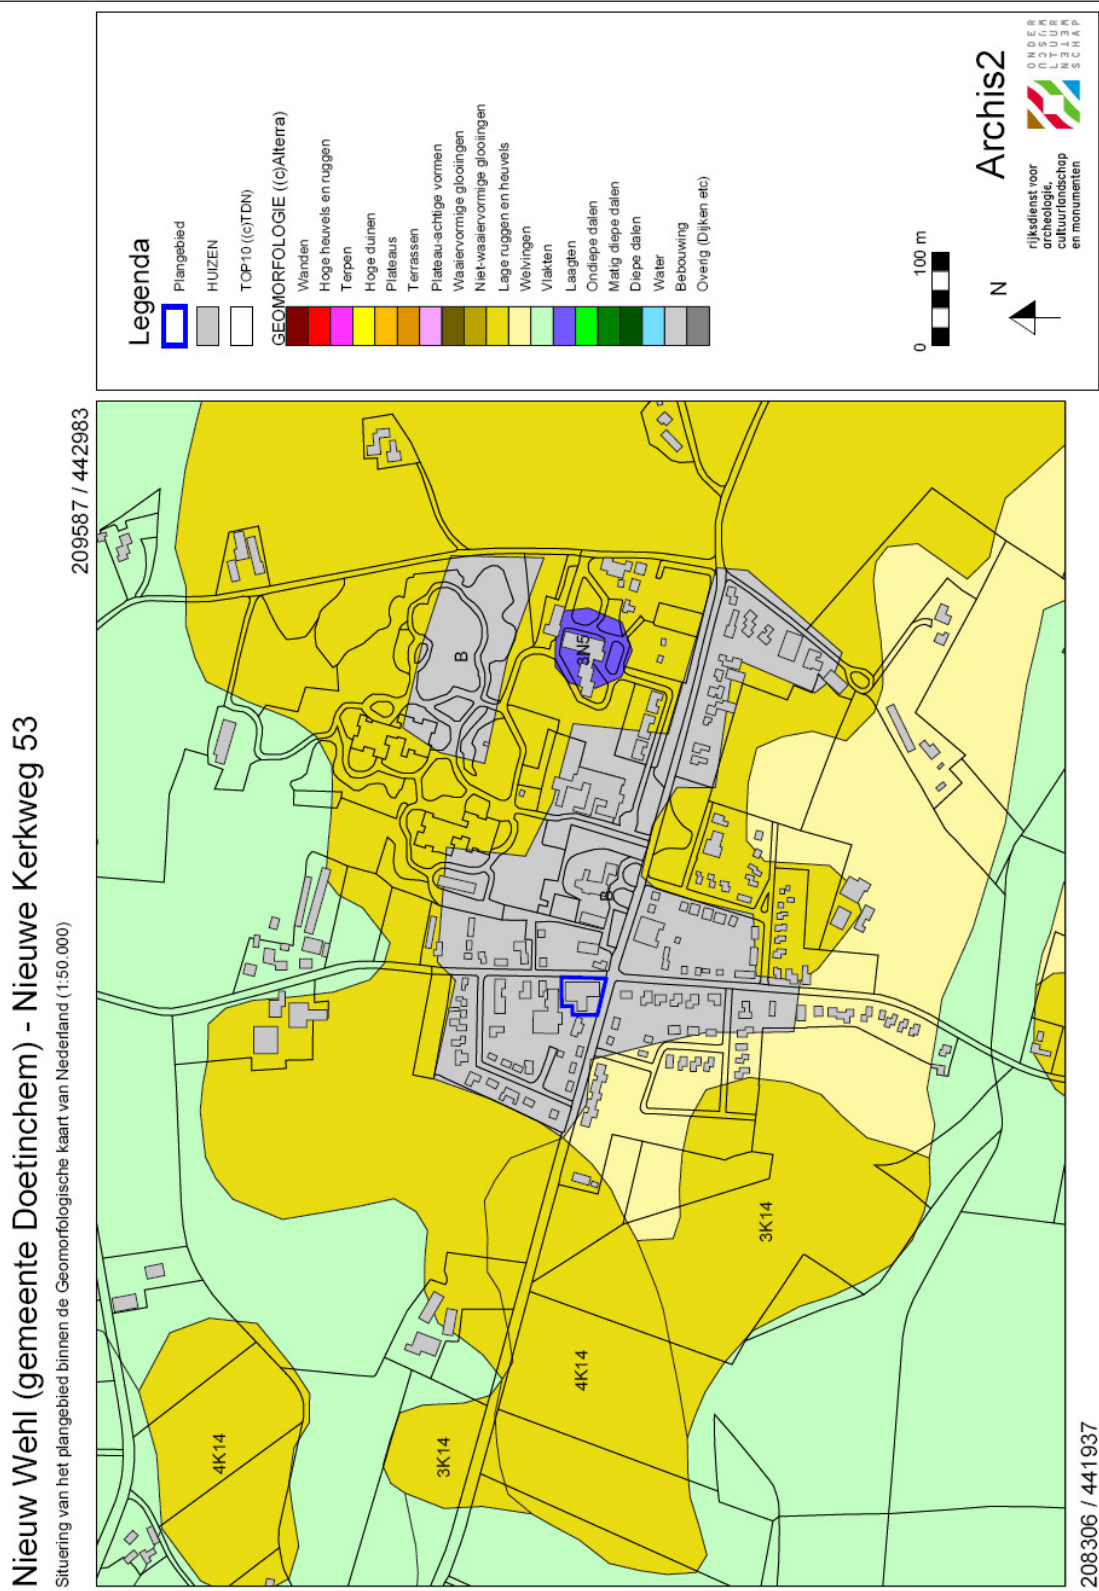 Nieuw Wehl (gemeente Doetinchem) - Nieuwe Kerkweg 53
Situering van het plangebied binnen de Geomorfologische kaart van Nederland (1:50.000)
209587 / 442983
4K14
3K14
4K14
3K14
B
B
3N5
208306 / 441937
Legenda
Plangebied
HUIZEN
TOP10 ((c)TDN)
GEOMORFOLOGIE ((c)Alterra)
Wanden
Hoge heuvels en ruggen
Terpen
Hoge duinen
Plateaus
Terrassen
Plateau-achtige vormen
Waaiervormige glooiingen
Niet-waaiervormige glooiingen
Lage ruggen en heuvels
Welvingen
Vlakten
Laagten
Ondiepe dalen
Matig diepe dalen
Diepe dalen
Water
Bebouwing
Overig (Dijken etc)
0 100 m
N
Archis2
rijksdienst voor
archeologie,
cultuurlandschap
en monumenten
ONDER
LTUUR
METEN
SCHAP